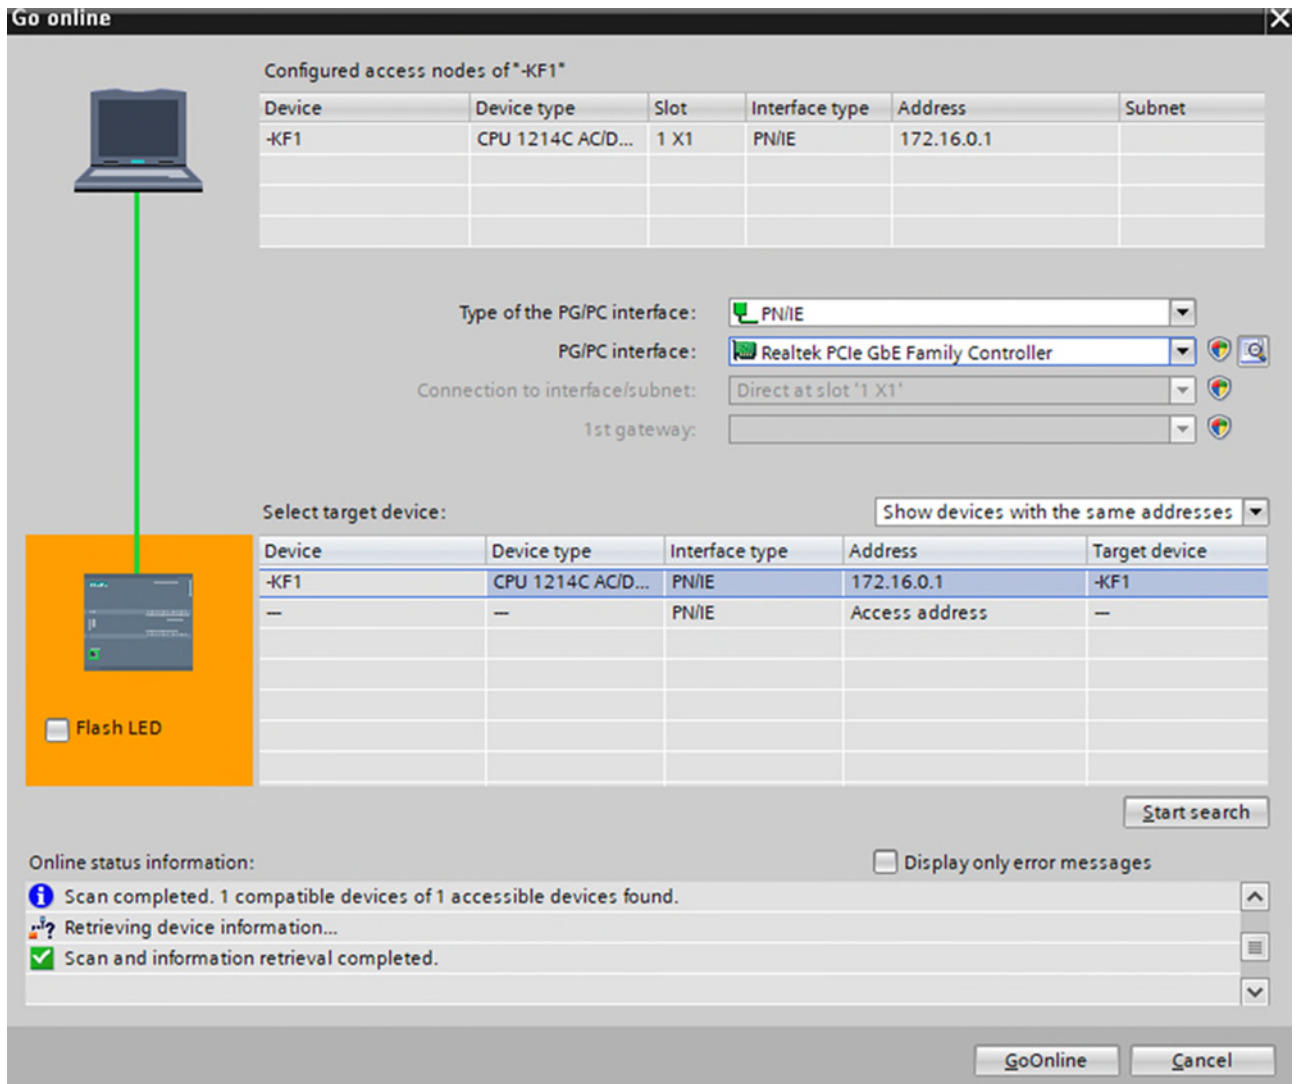 Go online
Configured access nodes of "-KF1"
Device Device type Slot Interface type Address Subnet
-KF1 CPU 1214C AC/D... 1 X1 PN/IE 172.16.0.1
Type of the PG/PC interface: PN/IE
PG/PC interface: Realtek PCIe GbE Family Controller
Connection to interface/subnet: Direct at slot '1 X1'
1st gateway:
Select target device: Show devices with the same addresses
Device Device type Interface type Address Target device
-KF1 CPU 1214C AC/D... PN/IE 172.16.0.1 -KF1
— — PN/IE Access address —
Flash LED
Start search
Online status information: Display only error messages
Scan completed. 1 compatible devices of 1 accessible devices found.
Retrieving device information...
Scan and information retrieval completed.
GoOnline Cancel